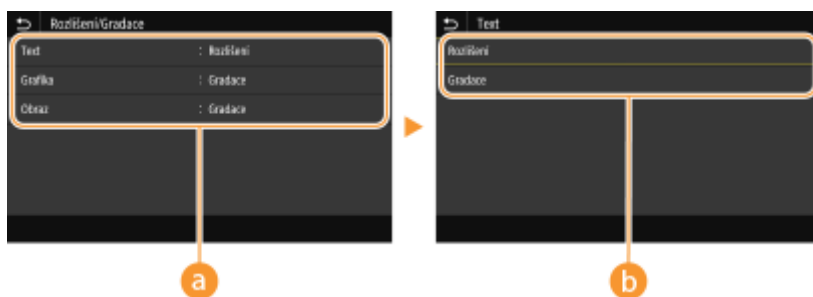 Rozlišení/Gradace
Text : Rozlišení
Grafika : Gradace
Obraz : Gradace
a
Text
Rozlišení
Gradace
b